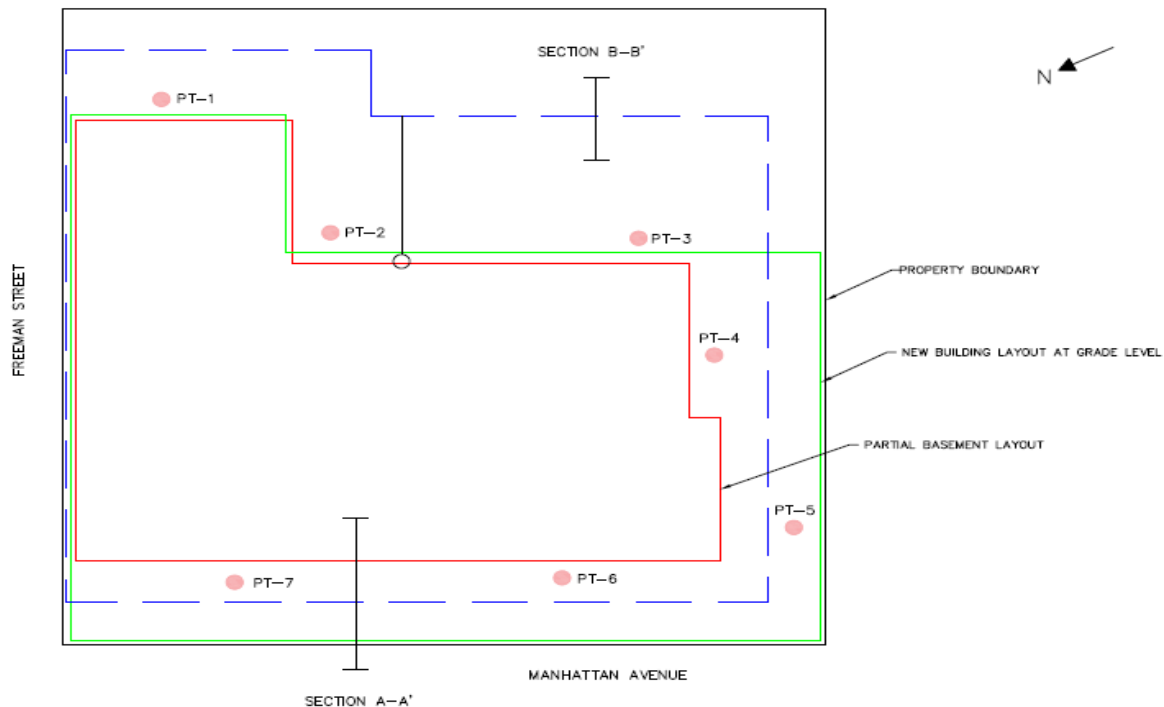 SECTION B-B'
N
PT-1
PT-2
PT-3
PROPERTY BOUNDARY
FREEMAN STREET
PT-4
NEW BUILDING LAYOUT AT GRADE LEVEL
PARTIAL BASEMENT LAYOUT
PT-5
PT-6
PT-7
MANHATTAN AVENUE
SECTION A-A'